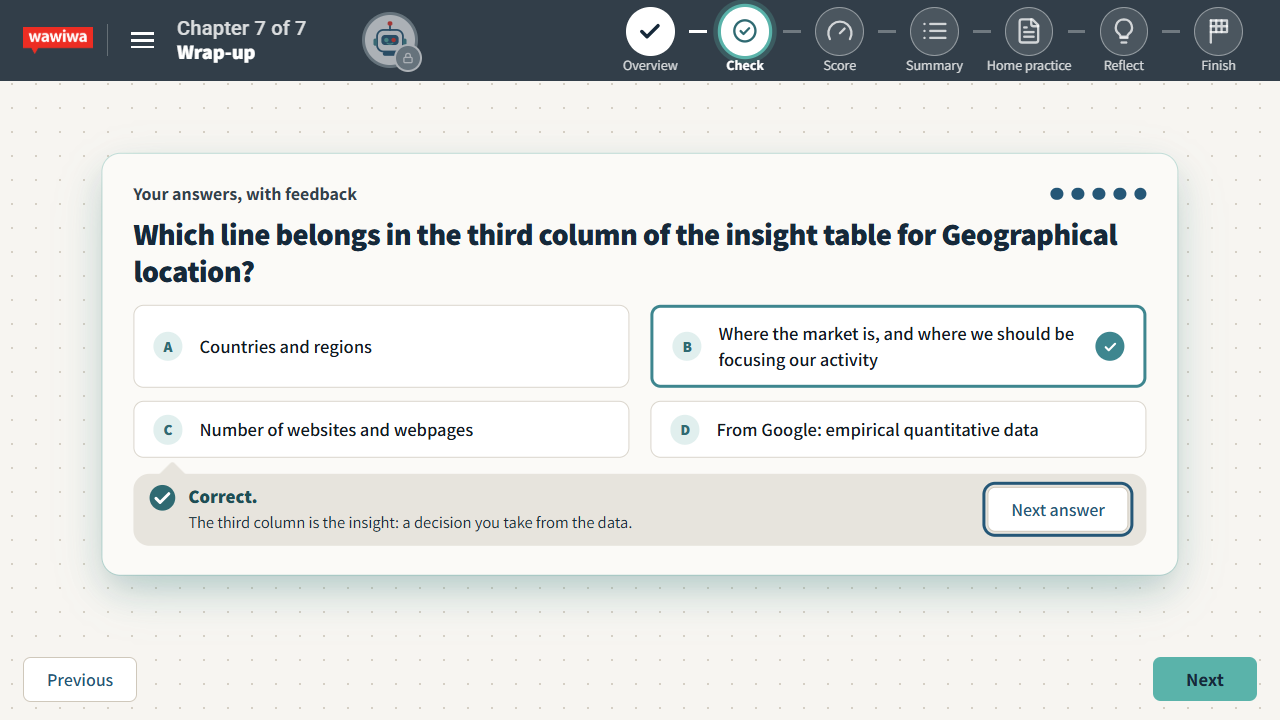 wawiwa
Chapter 7 of 7
Wrap-up
Overview
Check
Score
Summary
Home practice
Reflect
Finish
Your answers, with feedback
Which line belongs in the third column of the insight table for Geographical
location?
A
Countries and regions
B
Where the market is, and where we should be
focusing our activity
C
Number of websites and webpages
D
From Google: empirical quantitative data
Correct.
The third column is the insight: a decision you take from the data.
Next answer
Previous
Next